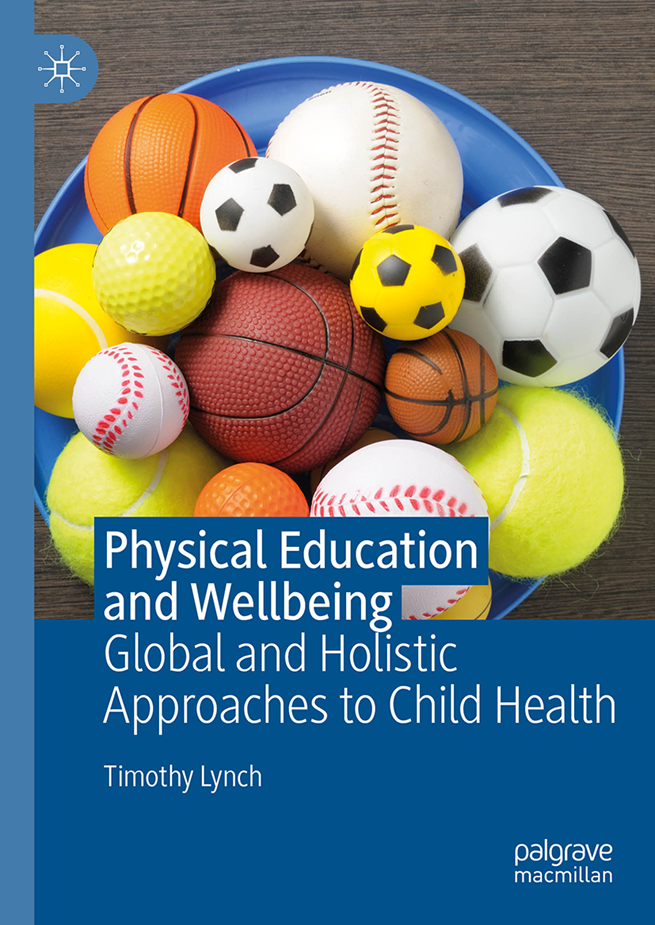 Physical Education
and Wellbeing
Global and Holistic
Approaches to Child Health
Timothy Lynch
palgrave
macmillan